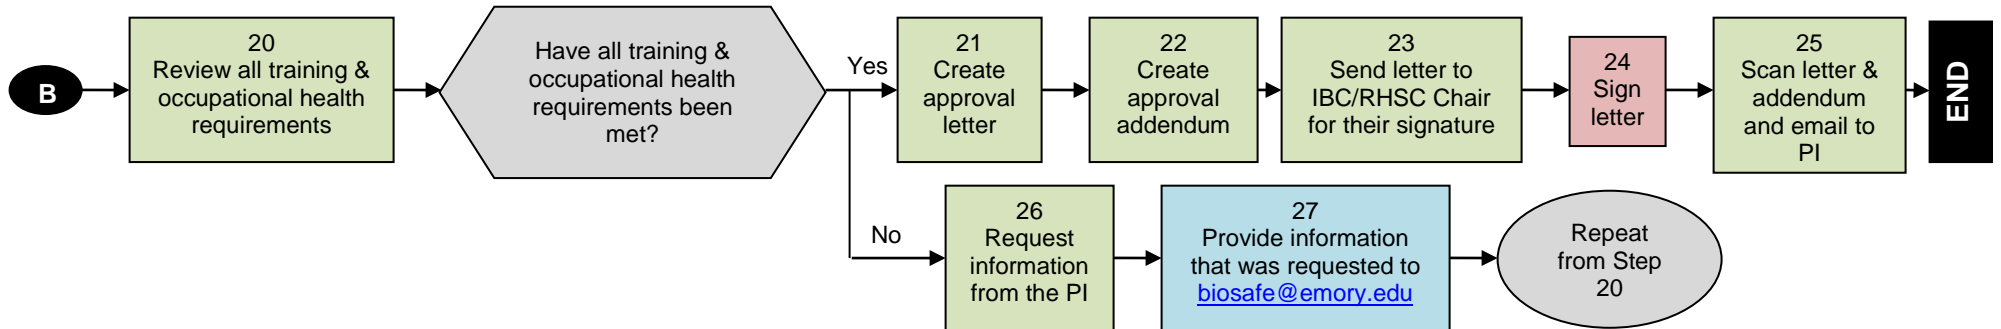 B
20
Review all training &
occupational health
requirements
Have all training &
occupational health
requirements been
met?
Yes
21
Create
approval
letter
22
Create
approval
addendum
23
Send letter to
IBC/RHSC Chair
for their signature
24
Sign
letter
25
Scan letter &
addendum
and email to
PI
END
No
26
Request
information
from the PI
27
Provide information
that was requested to
biosafe@emory.edu
Repeat
from Step
20